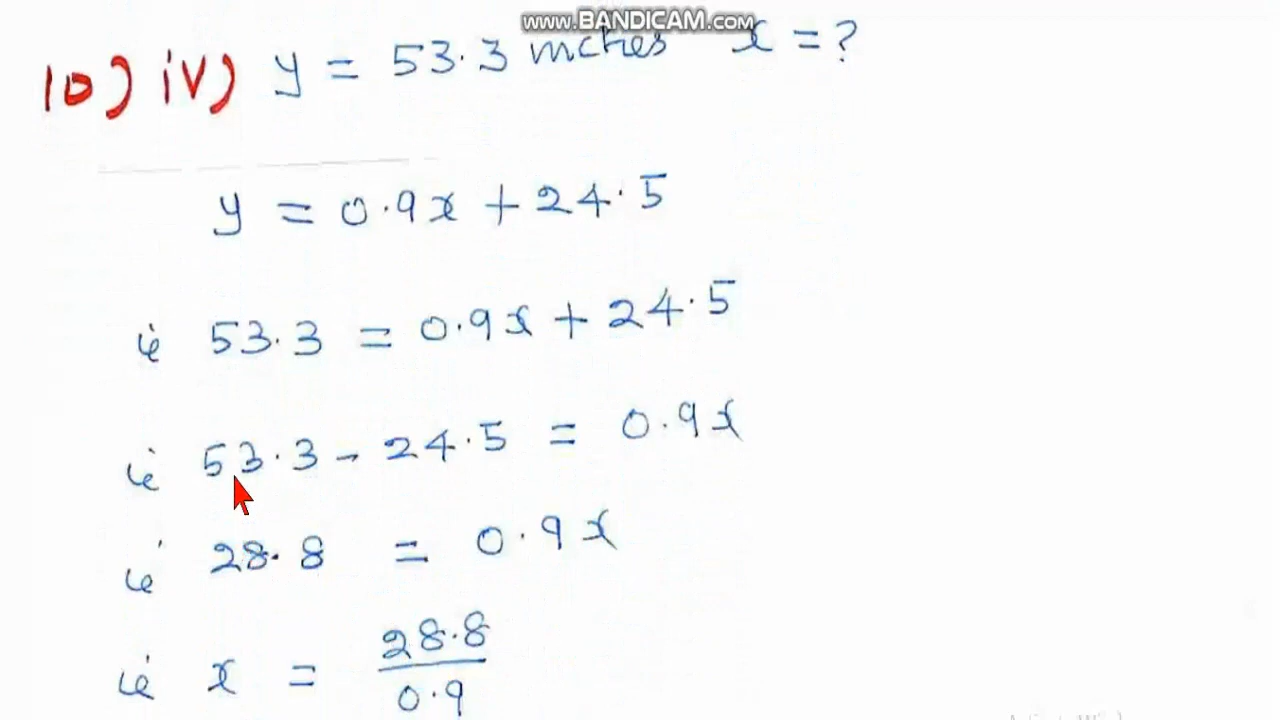 www.BANDICAM.com
10) iv) y = 53.3 inches x = ?
y = 0.9x + 24.5
ie 53.3 = 0.9x + 24.5
ie 53.3 - 24.5 = 0.9x
ie 28.8 = 0.9x
ie x = 28.8/0.9